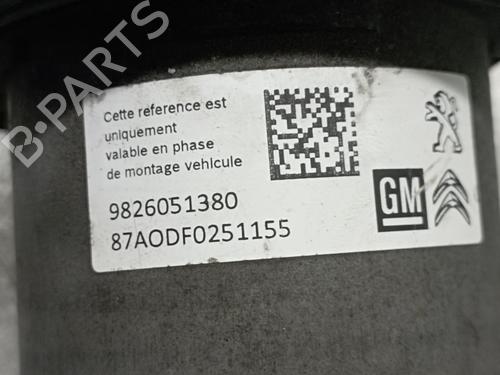 Cette reference est
uniquement
valable en phase
de montage vehicule
9826051380
87AODF0251155
GM
B-PARTS